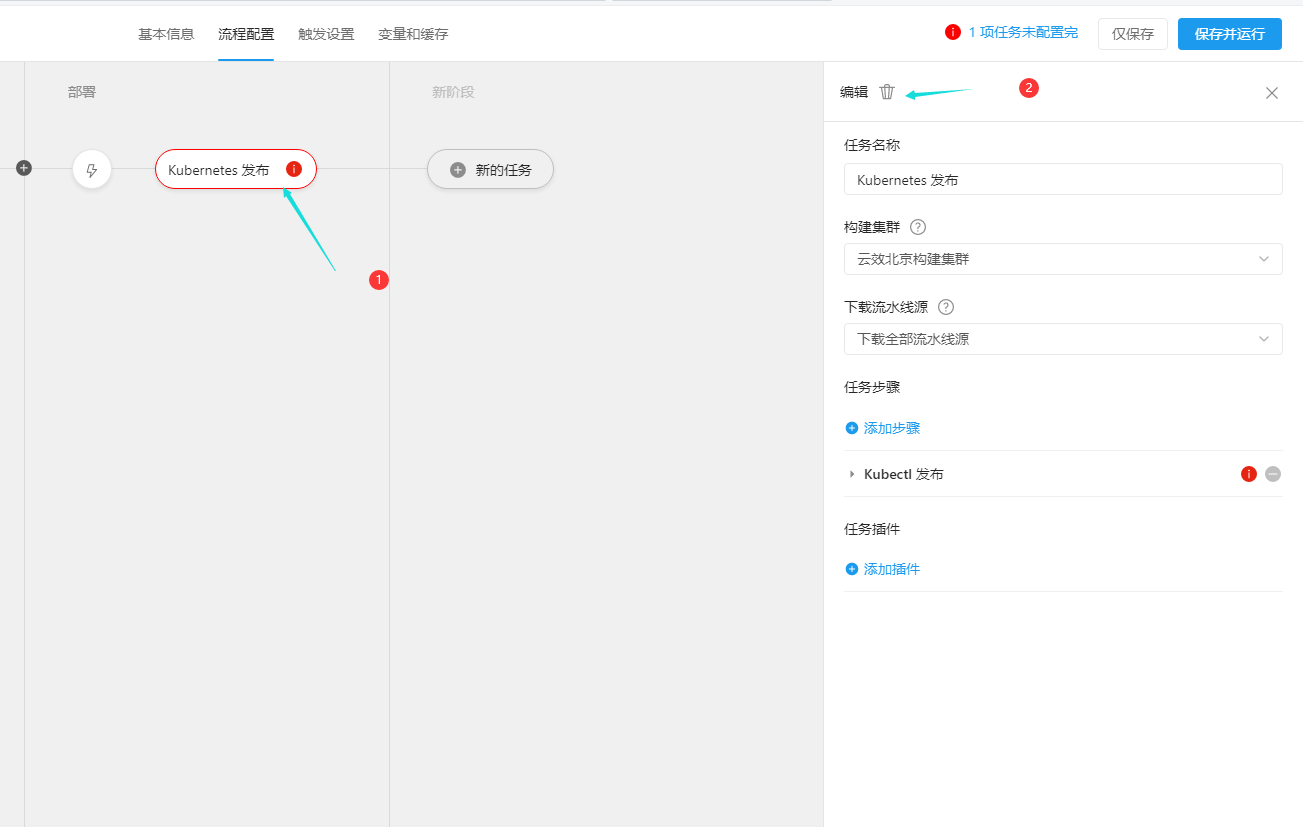 基本信息 流程配置 触发设置 变量和缓存 1 项任务未配置完 仅保存 保存并运行
部署 新阶段
Kubernetes 发布 新的任务
1
编辑 2
任务名称
Kubernetes 发布
构建集群
云效北京构建集群
下载流水线源
下载全部流水线源
任务步骤
添加步骤
Kubectl 发布
任务插件
添加插件